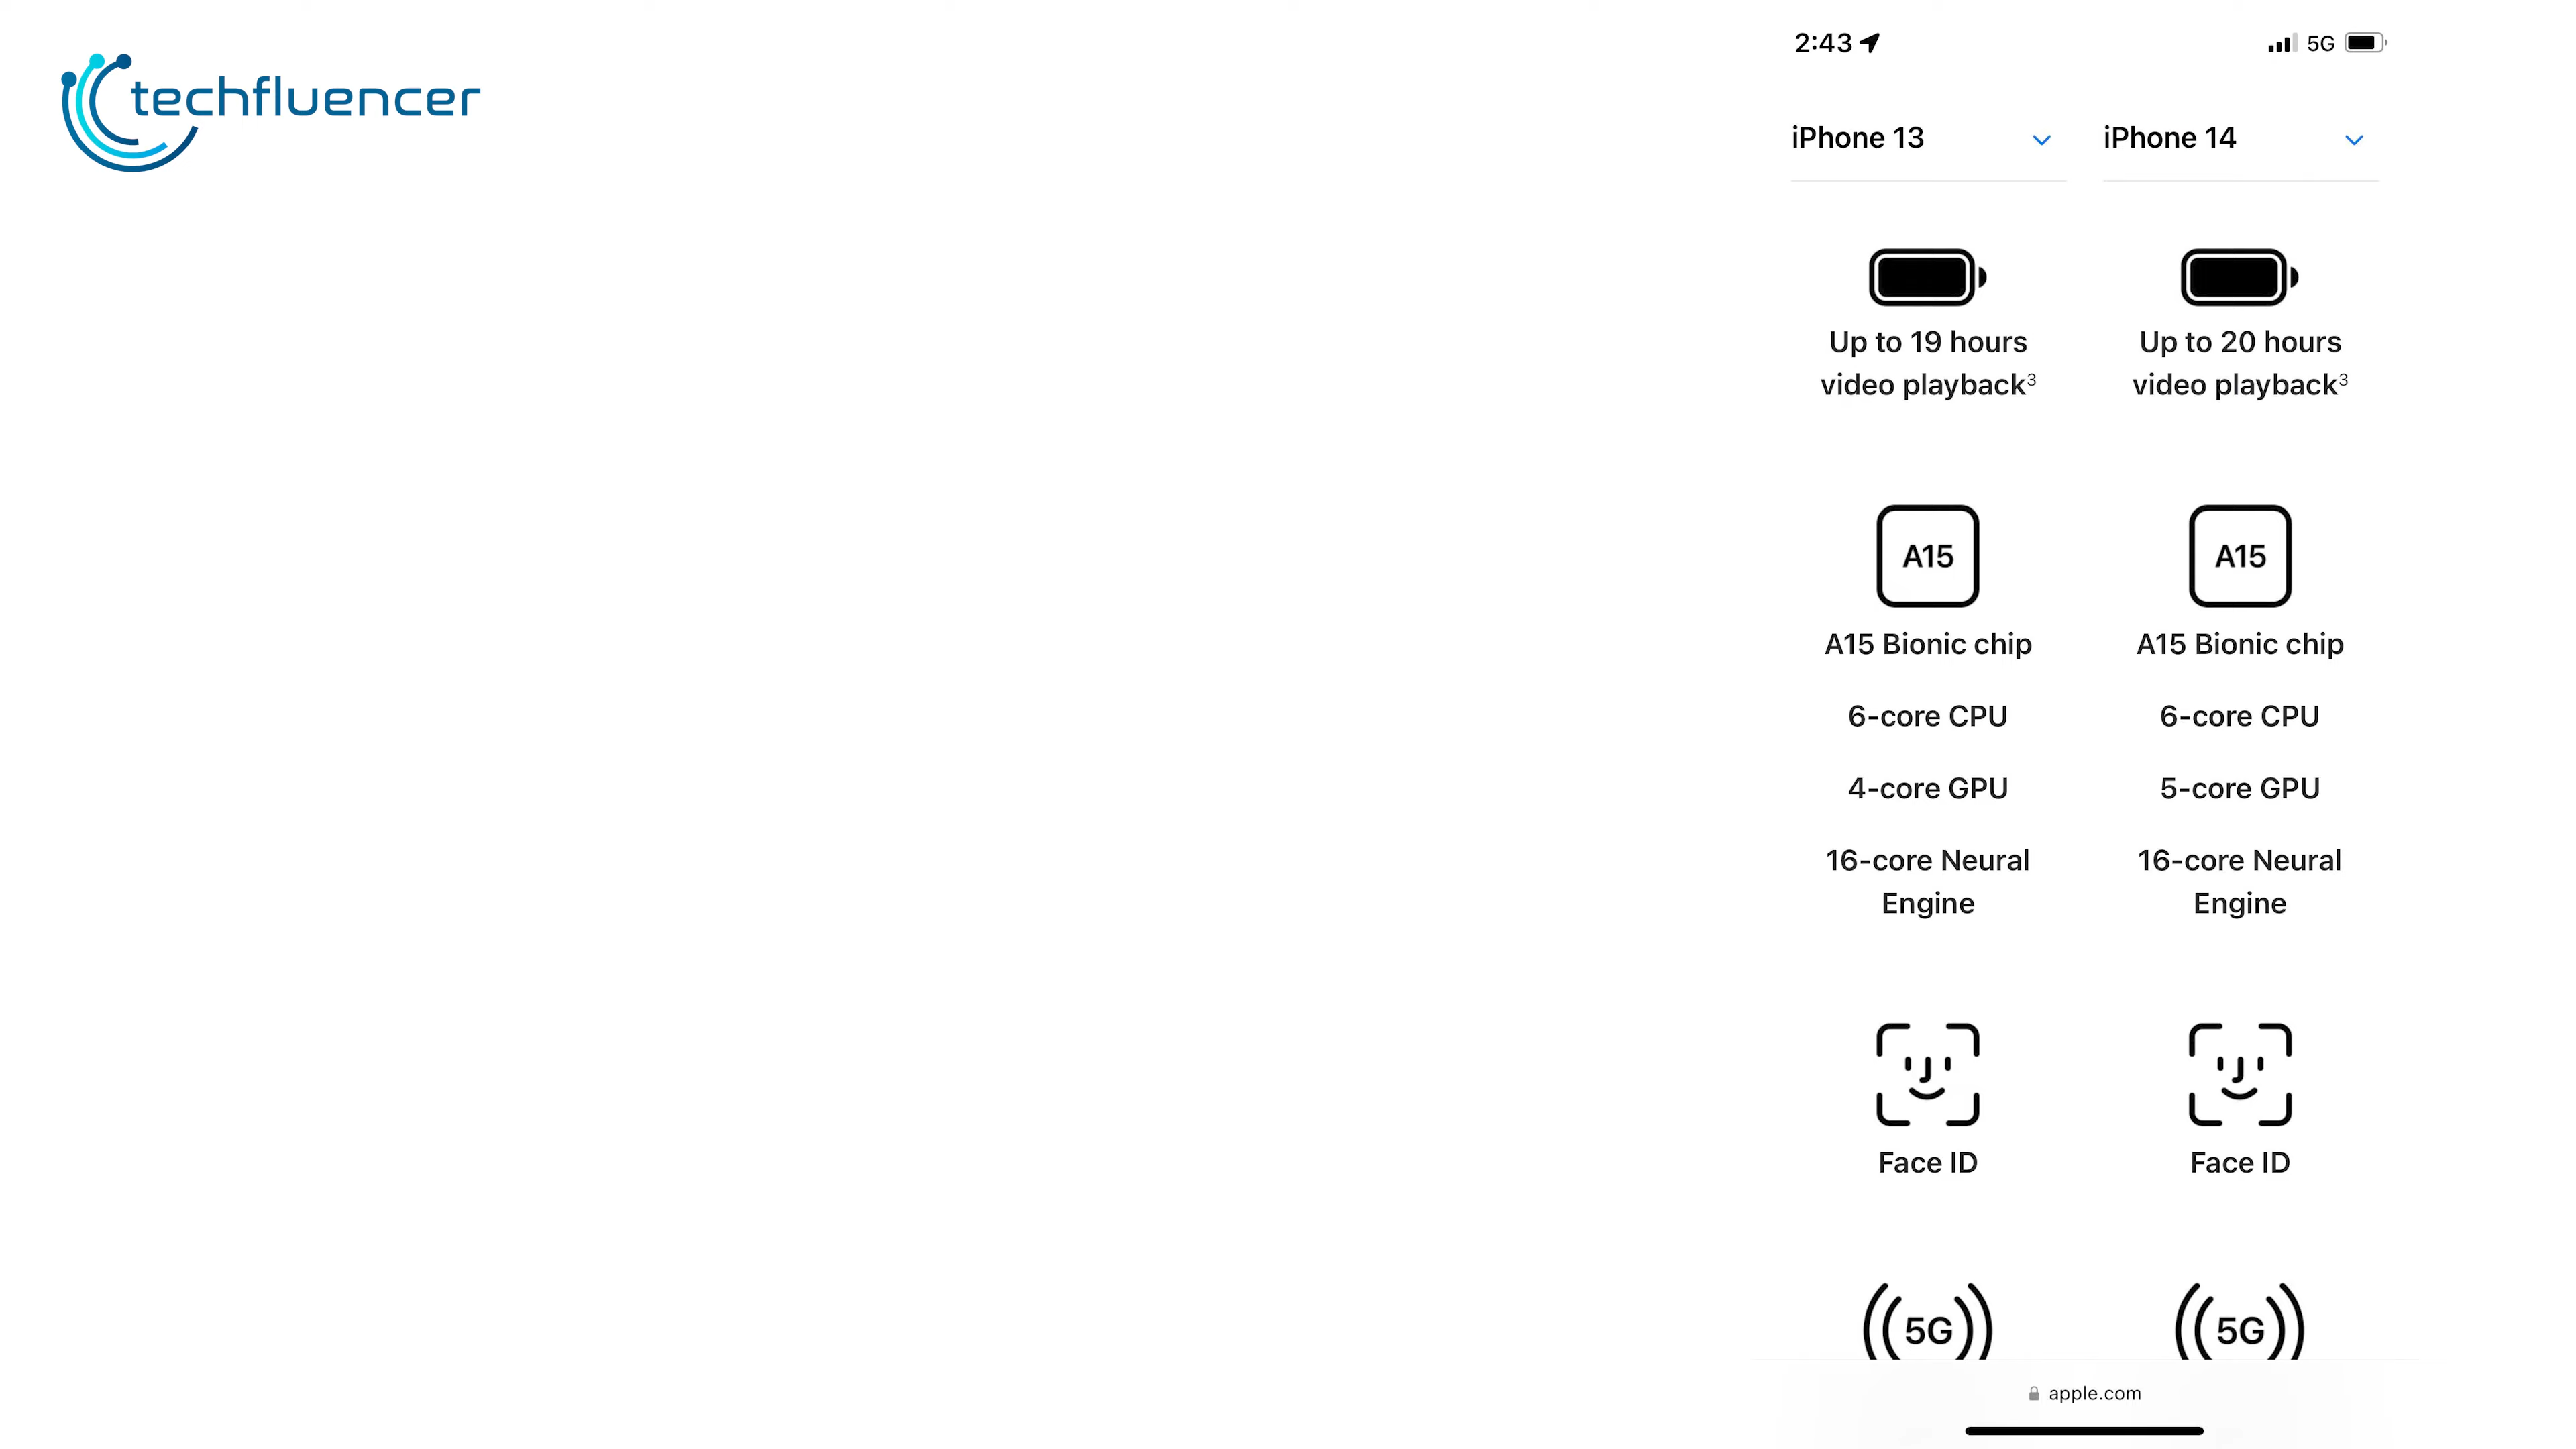 techfluencer
2:43
5G
iPhone 13
iPhone 14
Up to 19 hours
video playback³
Up to 20 hours
video playback³
A15
A15
A15 Bionic chip
A15 Bionic chip
6-core CPU
6-core CPU
4-core GPU
5-core GPU
16-core Neural
Engine
16-core Neural
Engine
Face ID
Face ID
5G
5G
apple.com